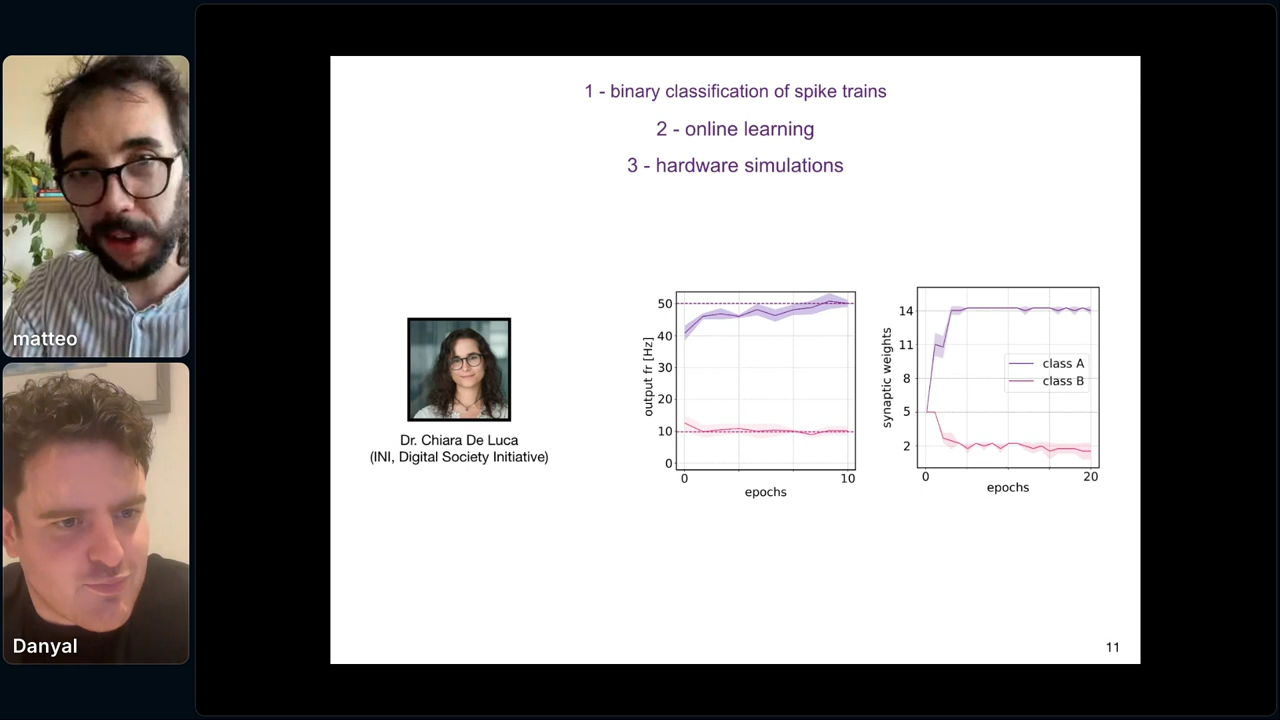 matteo
Danyal
1 - binary classification of spike trains
2 - online learning
3 - hardware simulations
Dr. Chiara De Luca
(INI, Digital Society Initiative)
output fr [Hz]
50
40
30
20
10
0
0
10
epochs
synaptic weights
14
11
8
5
2
class A
class B
0
20
epochs
11